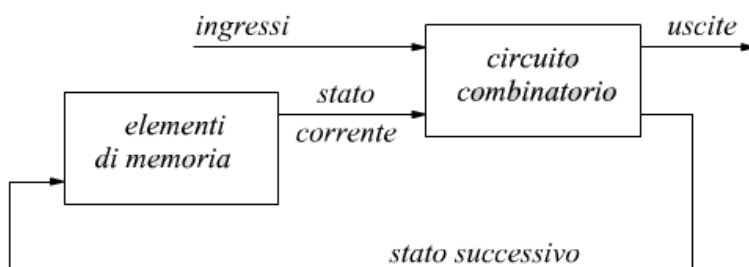 ingressi
uscite
circuito
combinatorio
stato
corrente
elementi
di memoria
stato successivo